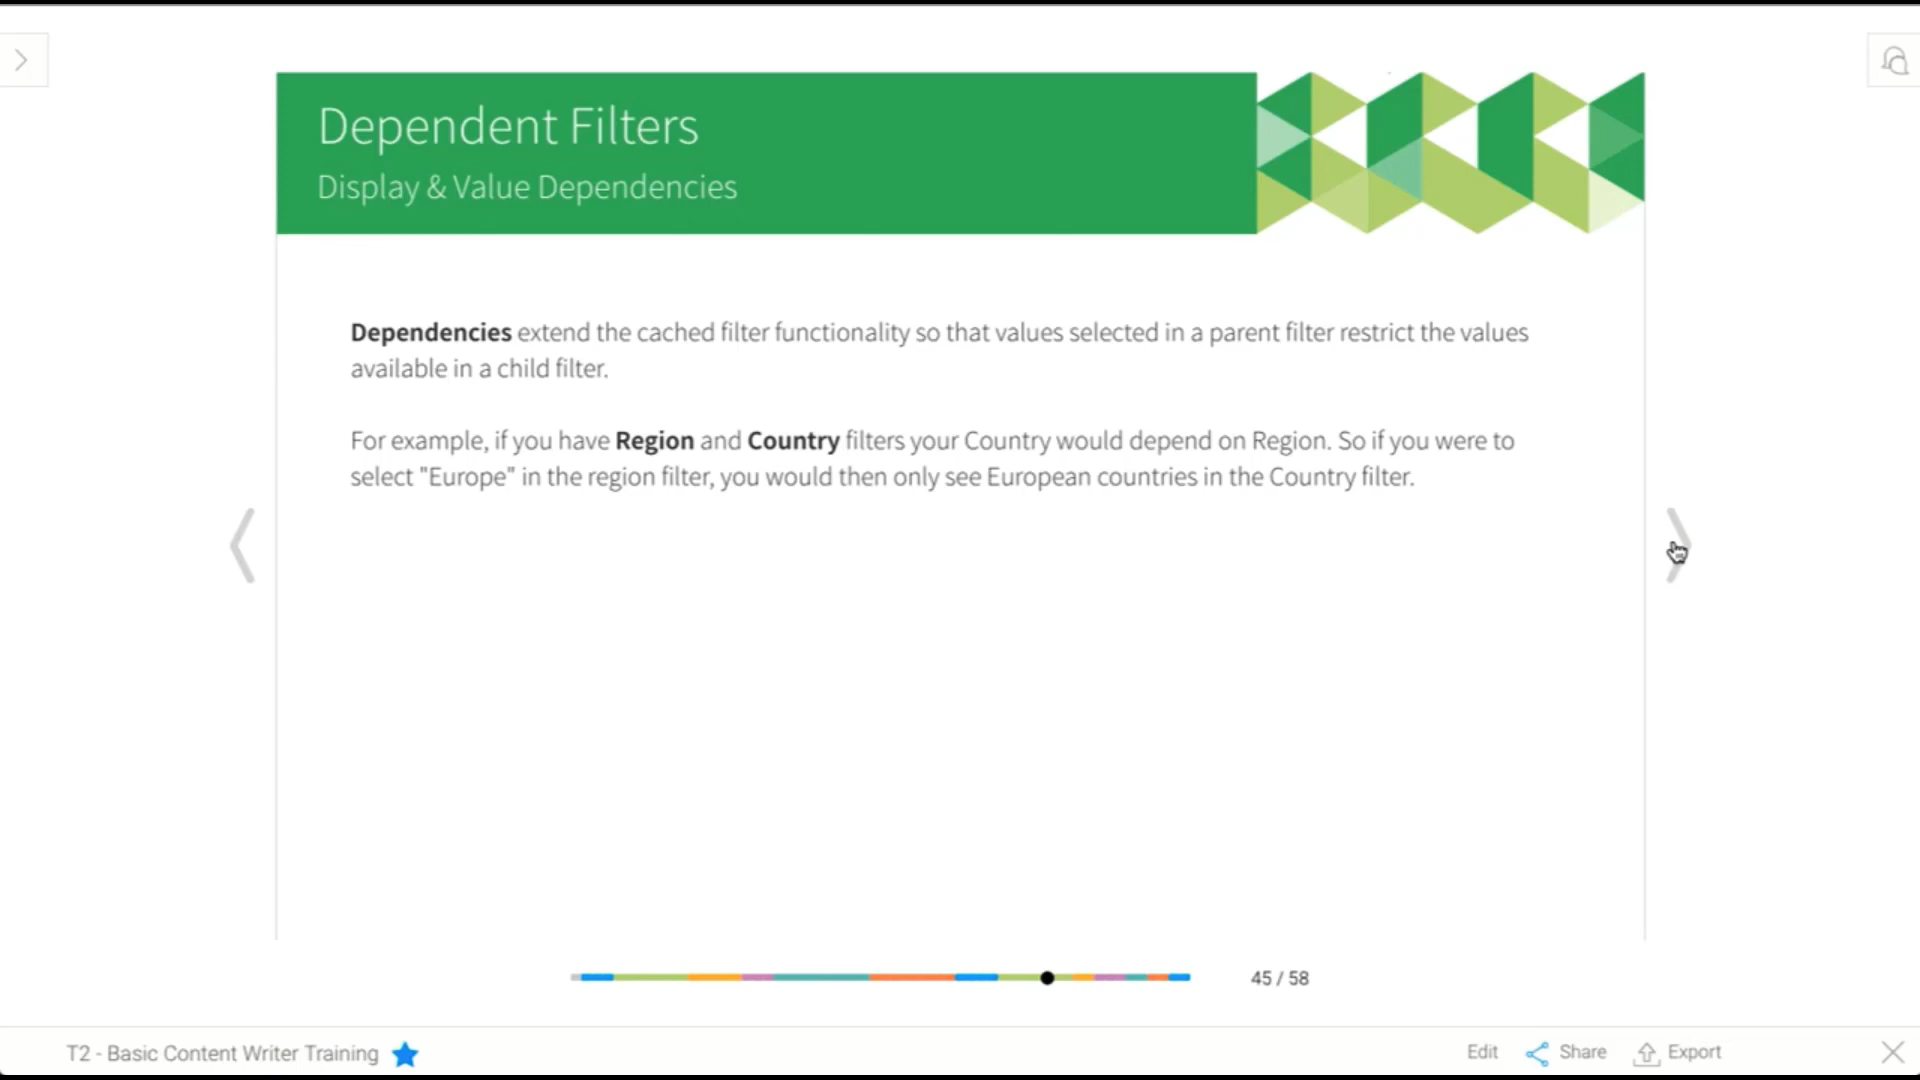 Dependent Filters
Display & Value Dependencies
Dependencies extend the cached filter functionality so that values selected in a parent filter restrict the values
available in a child filter.
For example, if you have Region and Country filters your Country would depend on Region. So if you were to
select "Europe" in the region filter, you would then only see European countries in the Country filter.
45 / 58
T2 - Basic Content Writer Training
Edit
Share
Export